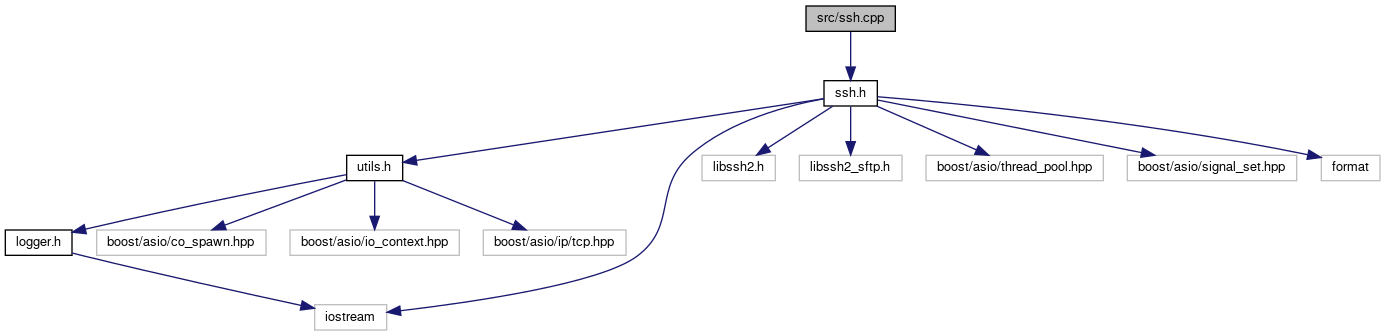 src/ssh.cpp
ssh.h
utils.h
libssh2.h
libssh2_sftp.h
boost/asio/thread_pool.hpp
boost/asio/signal_set.hpp
format
logger.h
boost/asio/co_spawn.hpp
boost/asio/io_context.hpp
boost/asio/ip/tcp.hpp
iostream